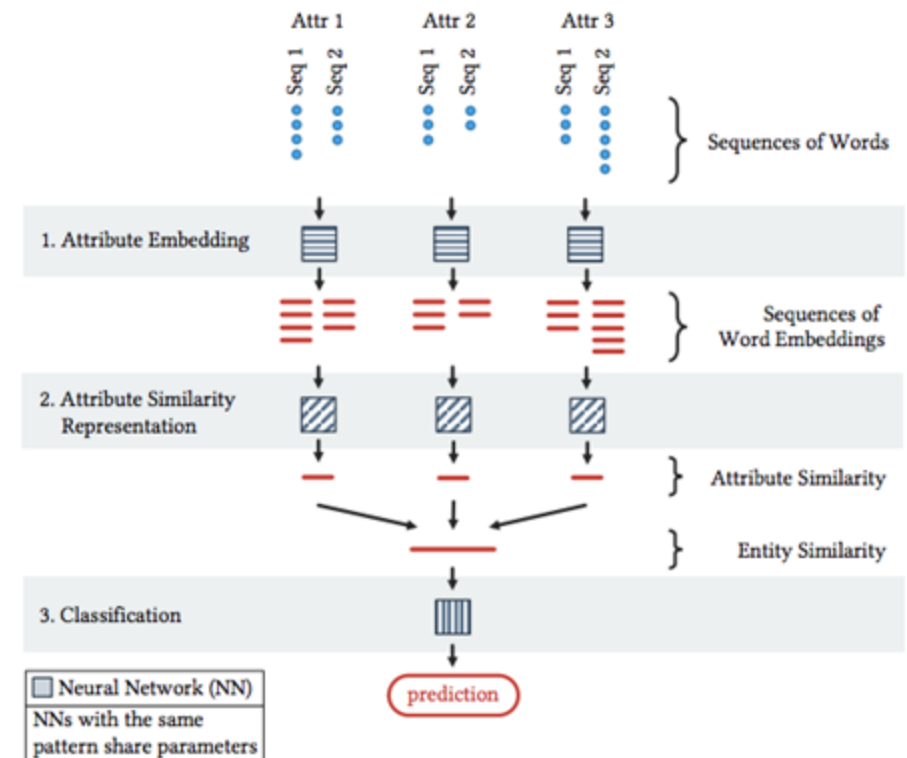 Attr 1 Attr 2 Attr 3
Seq 1 Seq 2 Seq 1 Seq 2 Seq 1 Seq 2
Sequences of Words
1. Attribute Embedding
Sequences of
Word Embeddings
2. Attribute Similarity
Representation
Attribute Similarity
Entity Similarity
3. Classification
Neural Network (NN)
prediction
NNs with the same
pattern share parameters